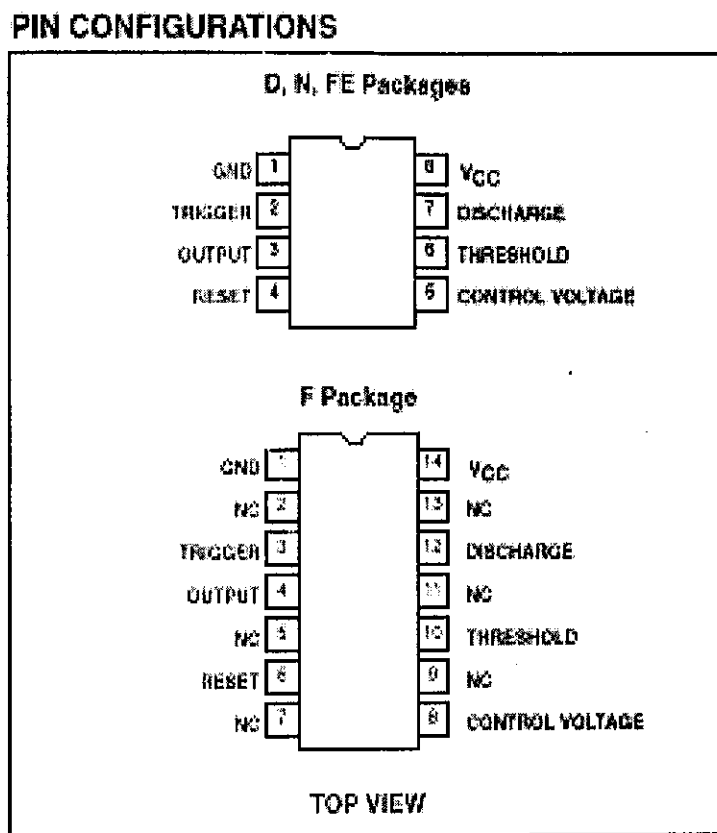 PIN CONFIGURATIONS
D, N, FE Packages
GND 1 8 VCC
TRIGGER 2 7 DISCHARGE
OUTPUT 3 6 THRESHOLD
RESET 4 5 CONTROL VOLTAGE
F Package
GND 1 14 VCC
NC 2 13 NC
TRIGGER 3 12 DISCHARGE
OUTPUT 4 11 NC
NC 5 10 THRESHOLD
RESET 6 9 NC
NC 7 8 CONTROL VOLTAGE
TOP VIEW